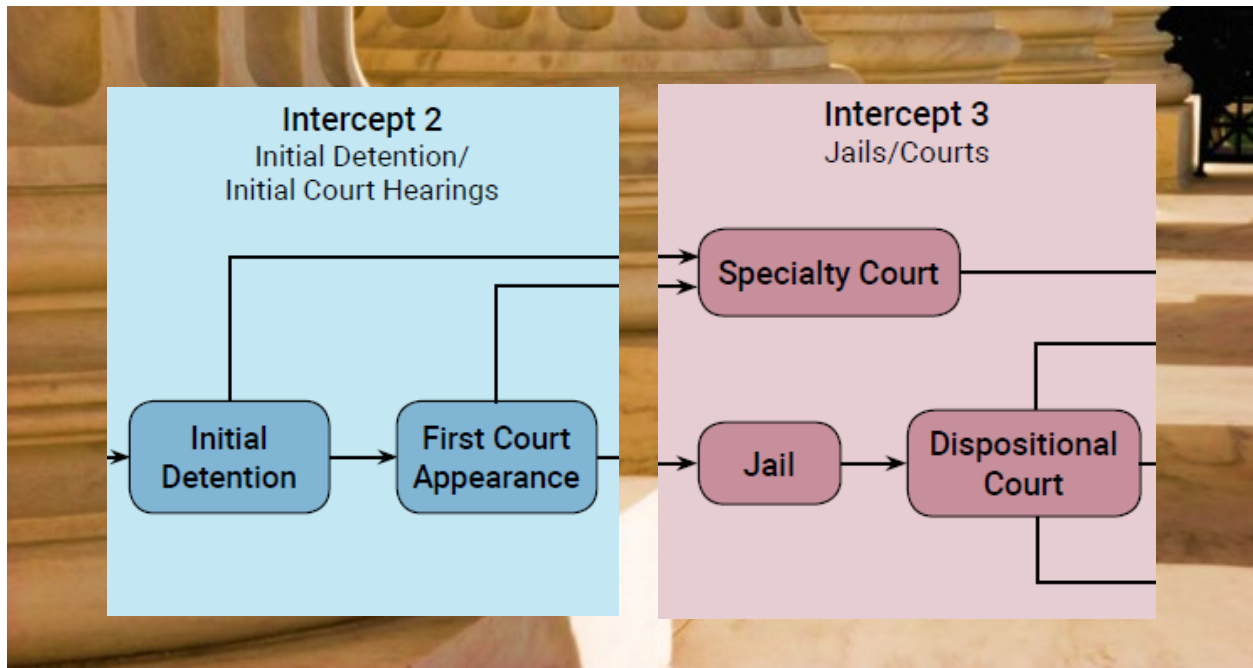 Intercept 2
Initial Detention/
Initial Court Hearings
Initial
Detention
First Court
Appearance
Intercept 3
Jails/Courts
Specialty Court
Jail
Dispositional
Court